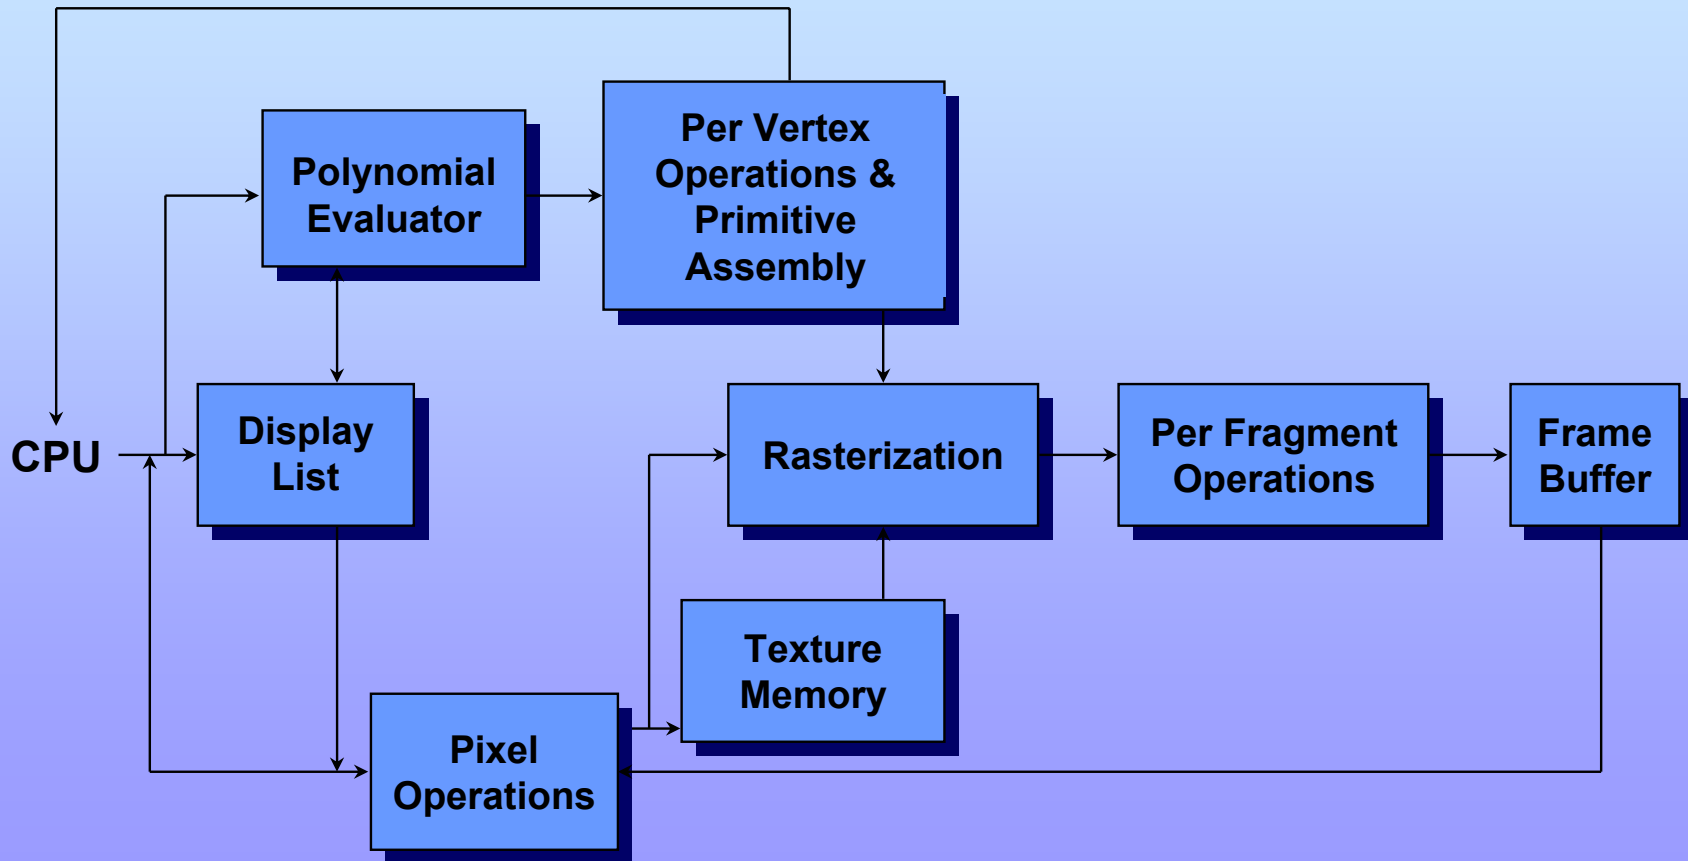 Per Vertex
Operations &
Primitive
Assembly
Polynomial
Evaluator
CPU
Display
List
Rasterization
Per Fragment
Operations
Frame
Buffer
Texture
Memory
Pixel
Operations